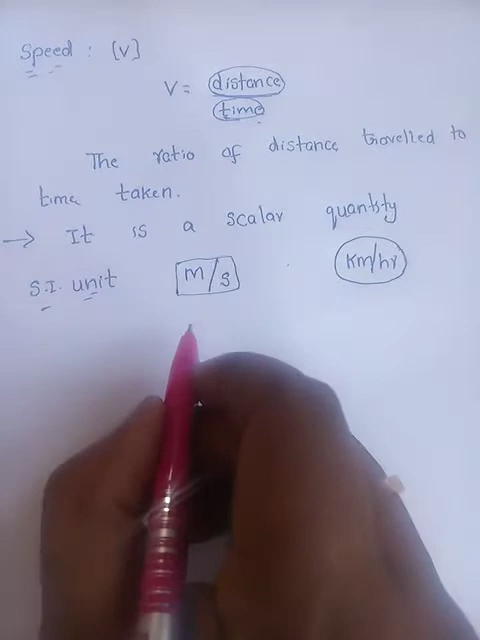 Speed : [v]
V = distance
time
The ratio of distance travelled to
time taken.
→ It is a scalar quantity
S.I. unit m/s . Km/hr